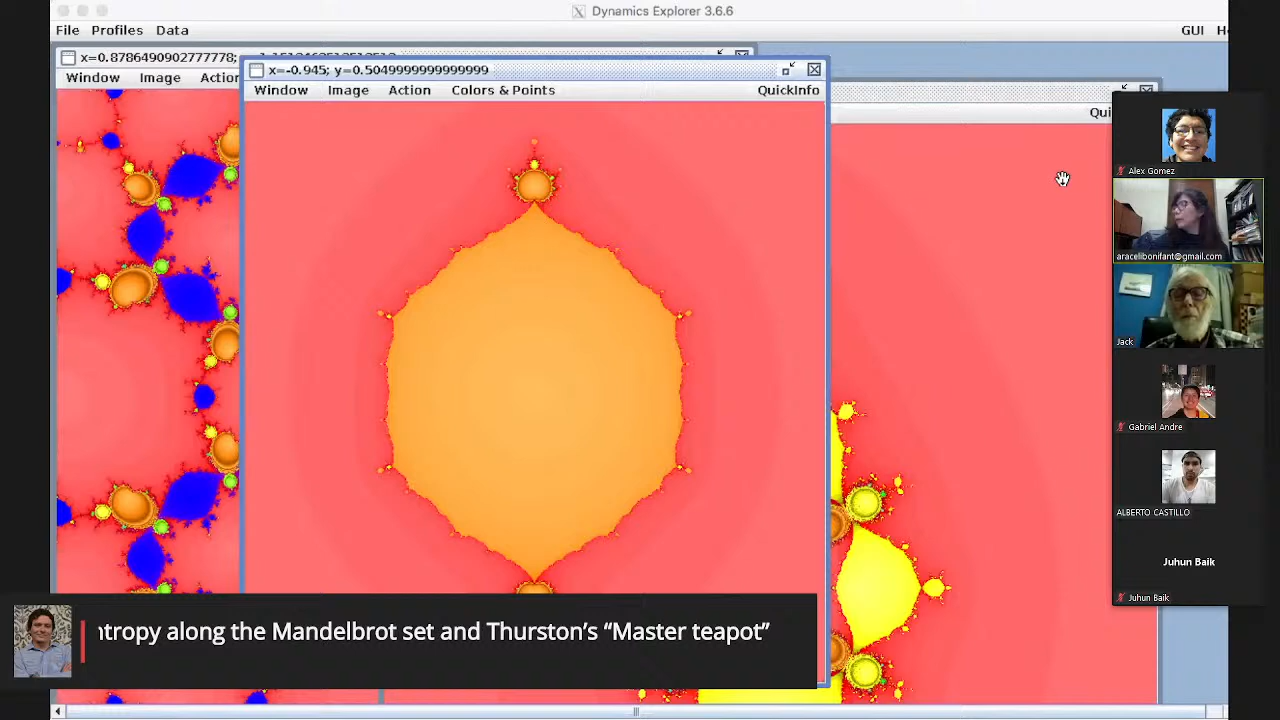 Dynamics Explorer 3.6.6
File Profiles Data GUI
x=0.8786490902777778;
Window Image Action
x=-0.945; y=0.5049999999999999
Window Image Action Colors & Points QuickInfo
Qui
Alex Gomez
aracelibonifant@gmail.com
Jack
Gabriel Andre
ALBERTO CASTILLO
Juhun Baik
Juhun Baik
ntropy along the Mandelbrot set and Thurston's “Master teapot”